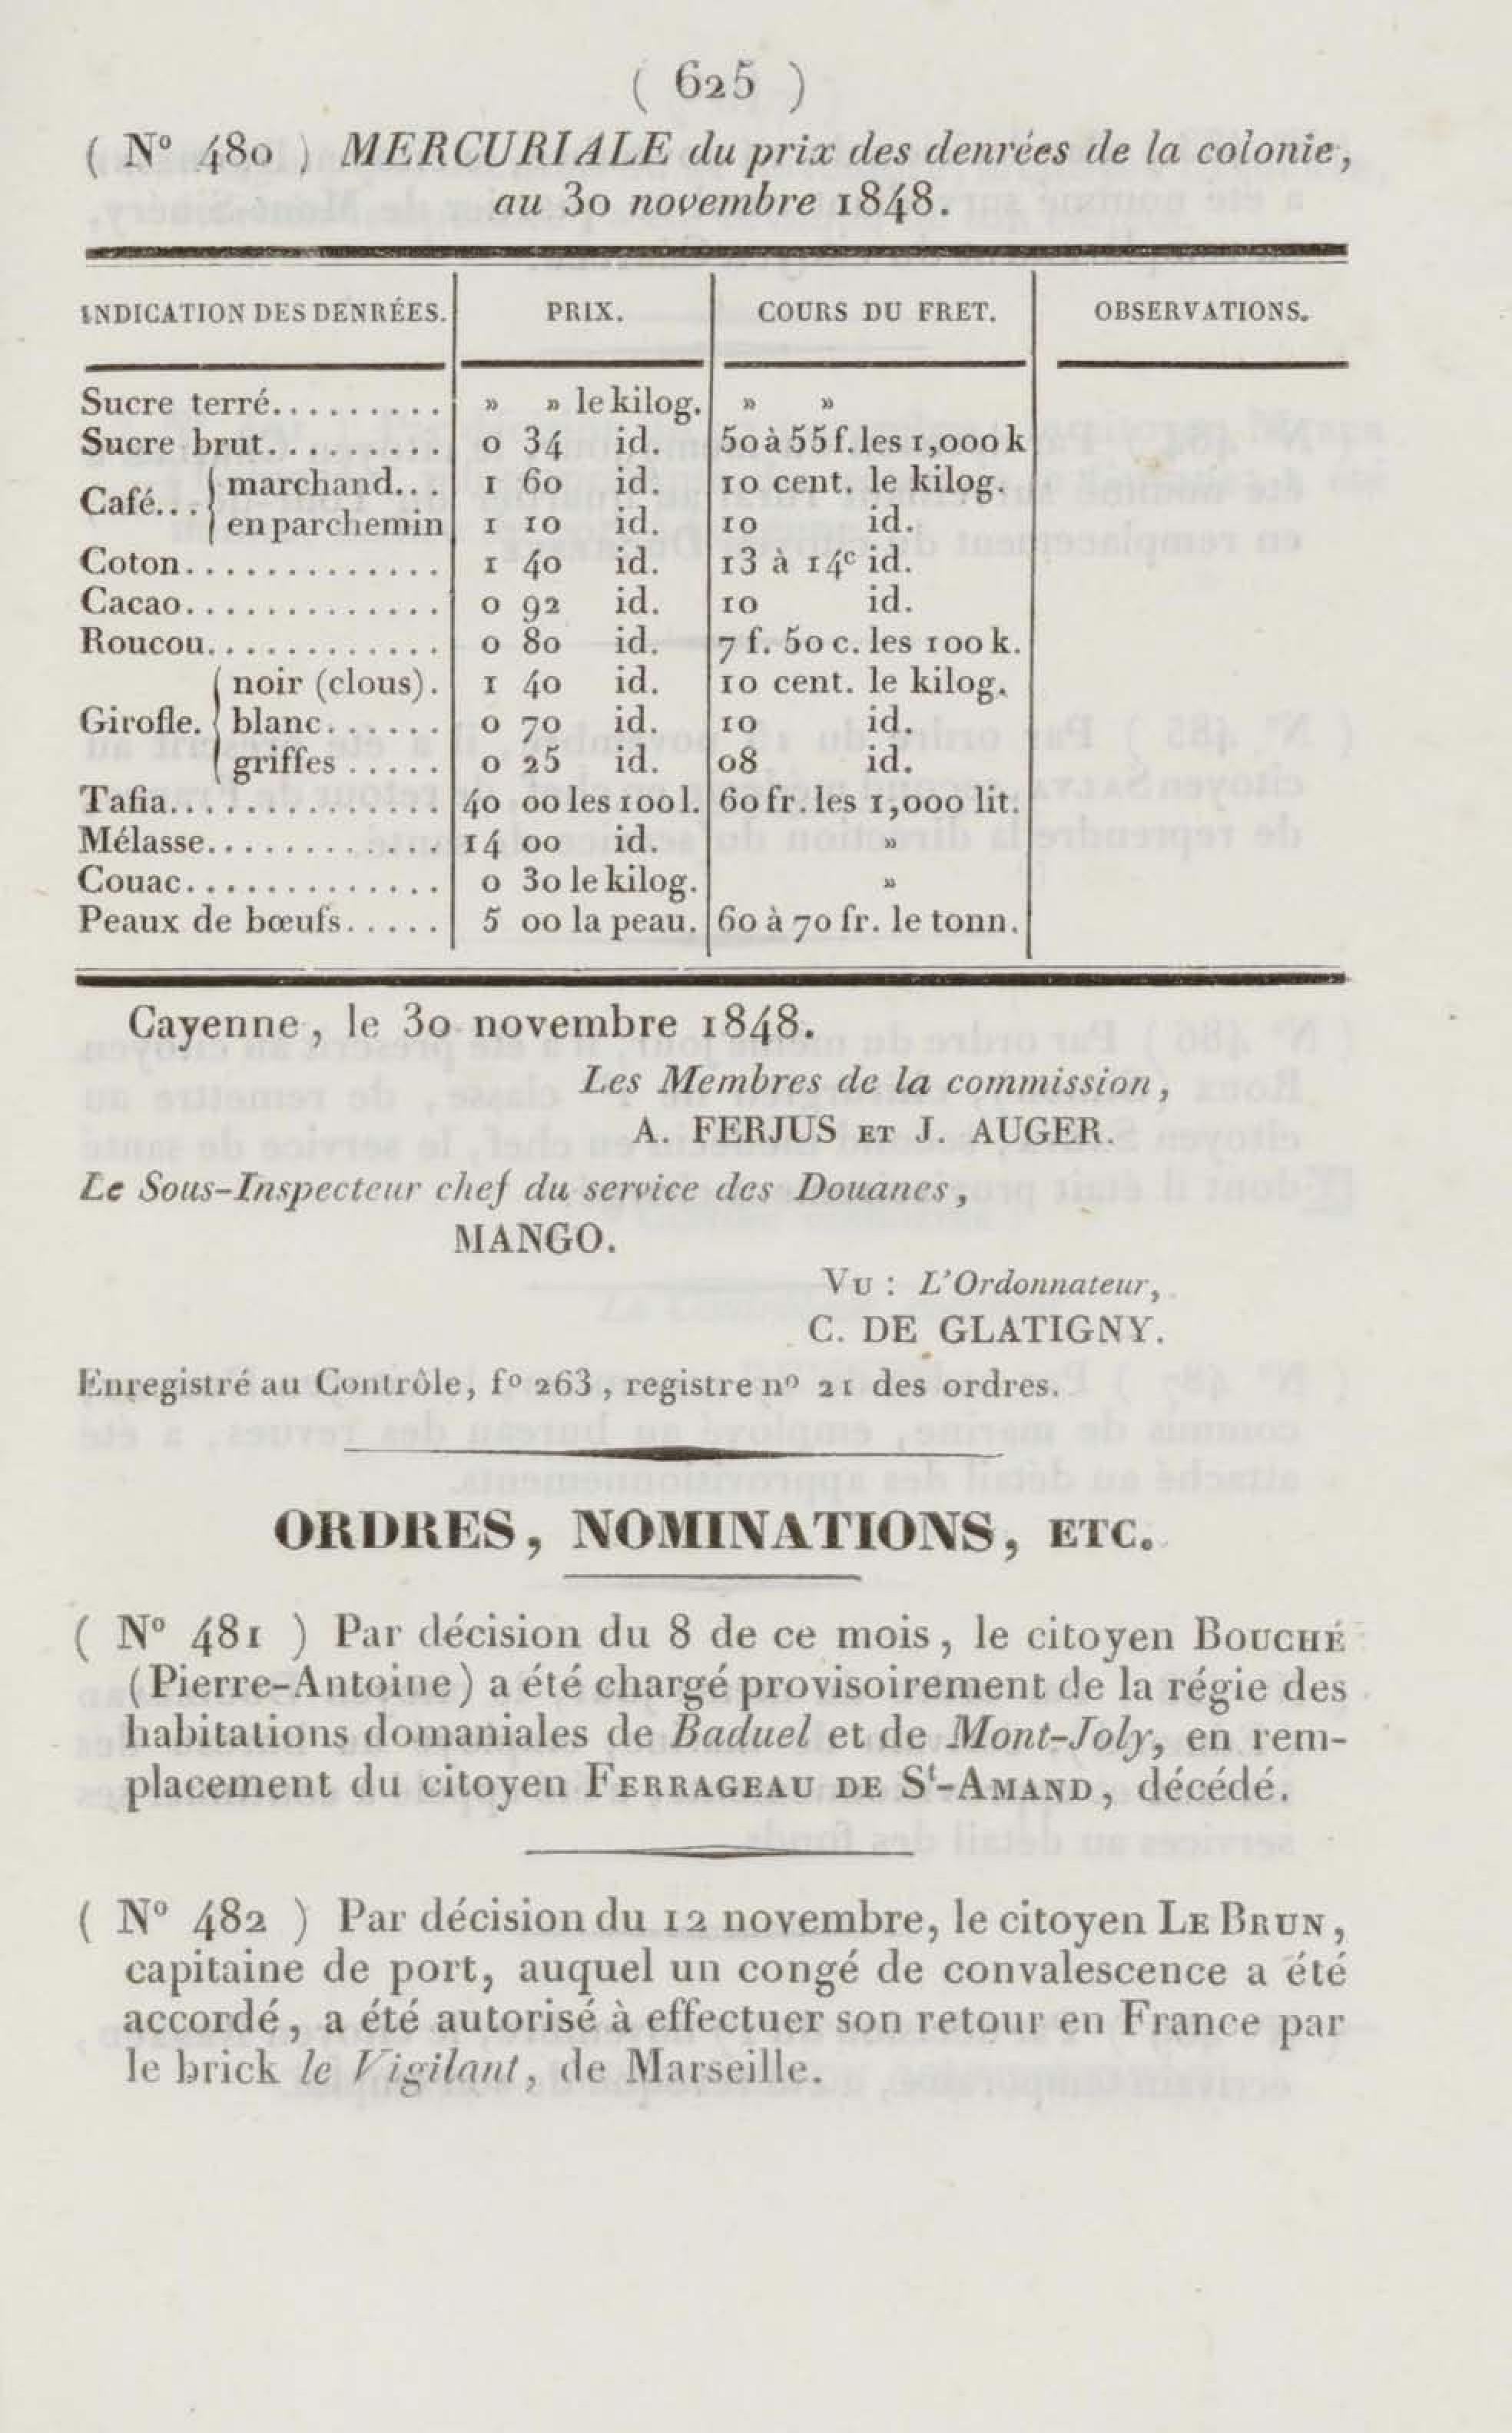 ( 625 )
( N° 480 ) MERCURIALE du prix des denrées de la colonie,
au 30 novembre 1848.
INDICATION DES DENRÉES. PRIX. COURS DU FRET. OBSERVATIONS.
Sucre terré......... » » le kilog. » »
Sucre brut......... 0 34 id. 50 à 55 f. les 1,000 k
Café... { marchand... 1 60 id. 10 cent. le kilog.
en parchemin 1 10 id. 10 id.
Coton............. 1 40 id. 13 à 14c id.
Cacao............. 0 92 id. 10 id.
Roucou............ 0 80 id. 7 f. 50 c. les 100 k.
noir (clous). 1 40 id. 10 cent. le kilog.
Girofle. { blanc...... 0 70 id. 10 id.
griffes ..... 0 25 id. 08 id.
Tafia.............. 40 00 les 100 l. 60 fr. les 1,000 lit.
Mélasse............ 14 00 id. »
Couac............. 0 30 le kilog. »
Peaux de bœufs..... 5 00 la peau. 60 à 70 fr. le tonn.
Cayenne, le 30 novembre 1848.
Les Membres de la commission,
A. FERJUS ET J. AUGER.
Le Sous-Inspecteur chef du service des Douanes,
MANGO.
VU : L'Ordonnateur,
C. DE GLATIGNY.
Enregistré au Contrôle, f° 263, registre n° 21 des ordres.
ORDRES, NOMINATIONS, ETC.
( N° 481 ) Par décision du 8 de ce mois, le citoyen BOUCHÉ
(Pierre-Antoine) a été chargé provisoirement de la régie des
habitations domaniales de Baduel et de Mont-Joly, en rem-
placement du citoyen FERRAGEAU DE St-AMAND, décédé.
( N° 482 ) Par décision du 12 novembre, le citoyen LE BRUN,
capitaine de port, auquel un congé de convalescence a été
accordé, a été autorisé à effectuer son retour en France par
le brick le Vigilant, de Marseille.